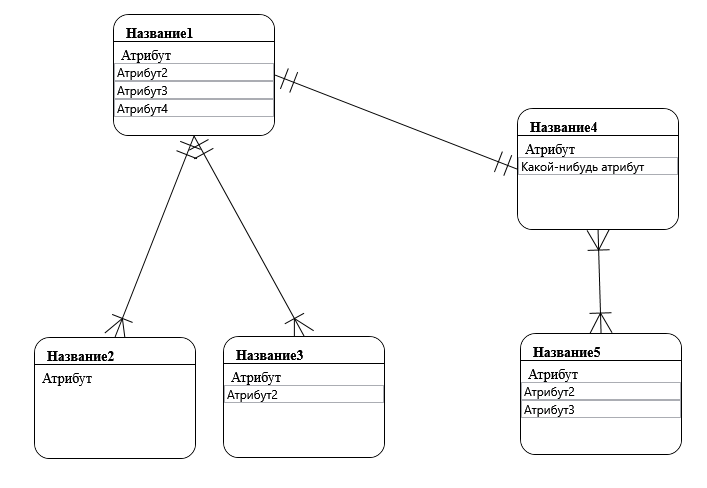 Название1
Атрибут
Атрибут2
Атрибут3
Атрибут4
Название4
Атрибут
Какой-нибудь атрибут
Название2
Атрибут
Название3
Атрибут
Атрибут2
Название5
Атрибут
Атрибут2
Атрибут3